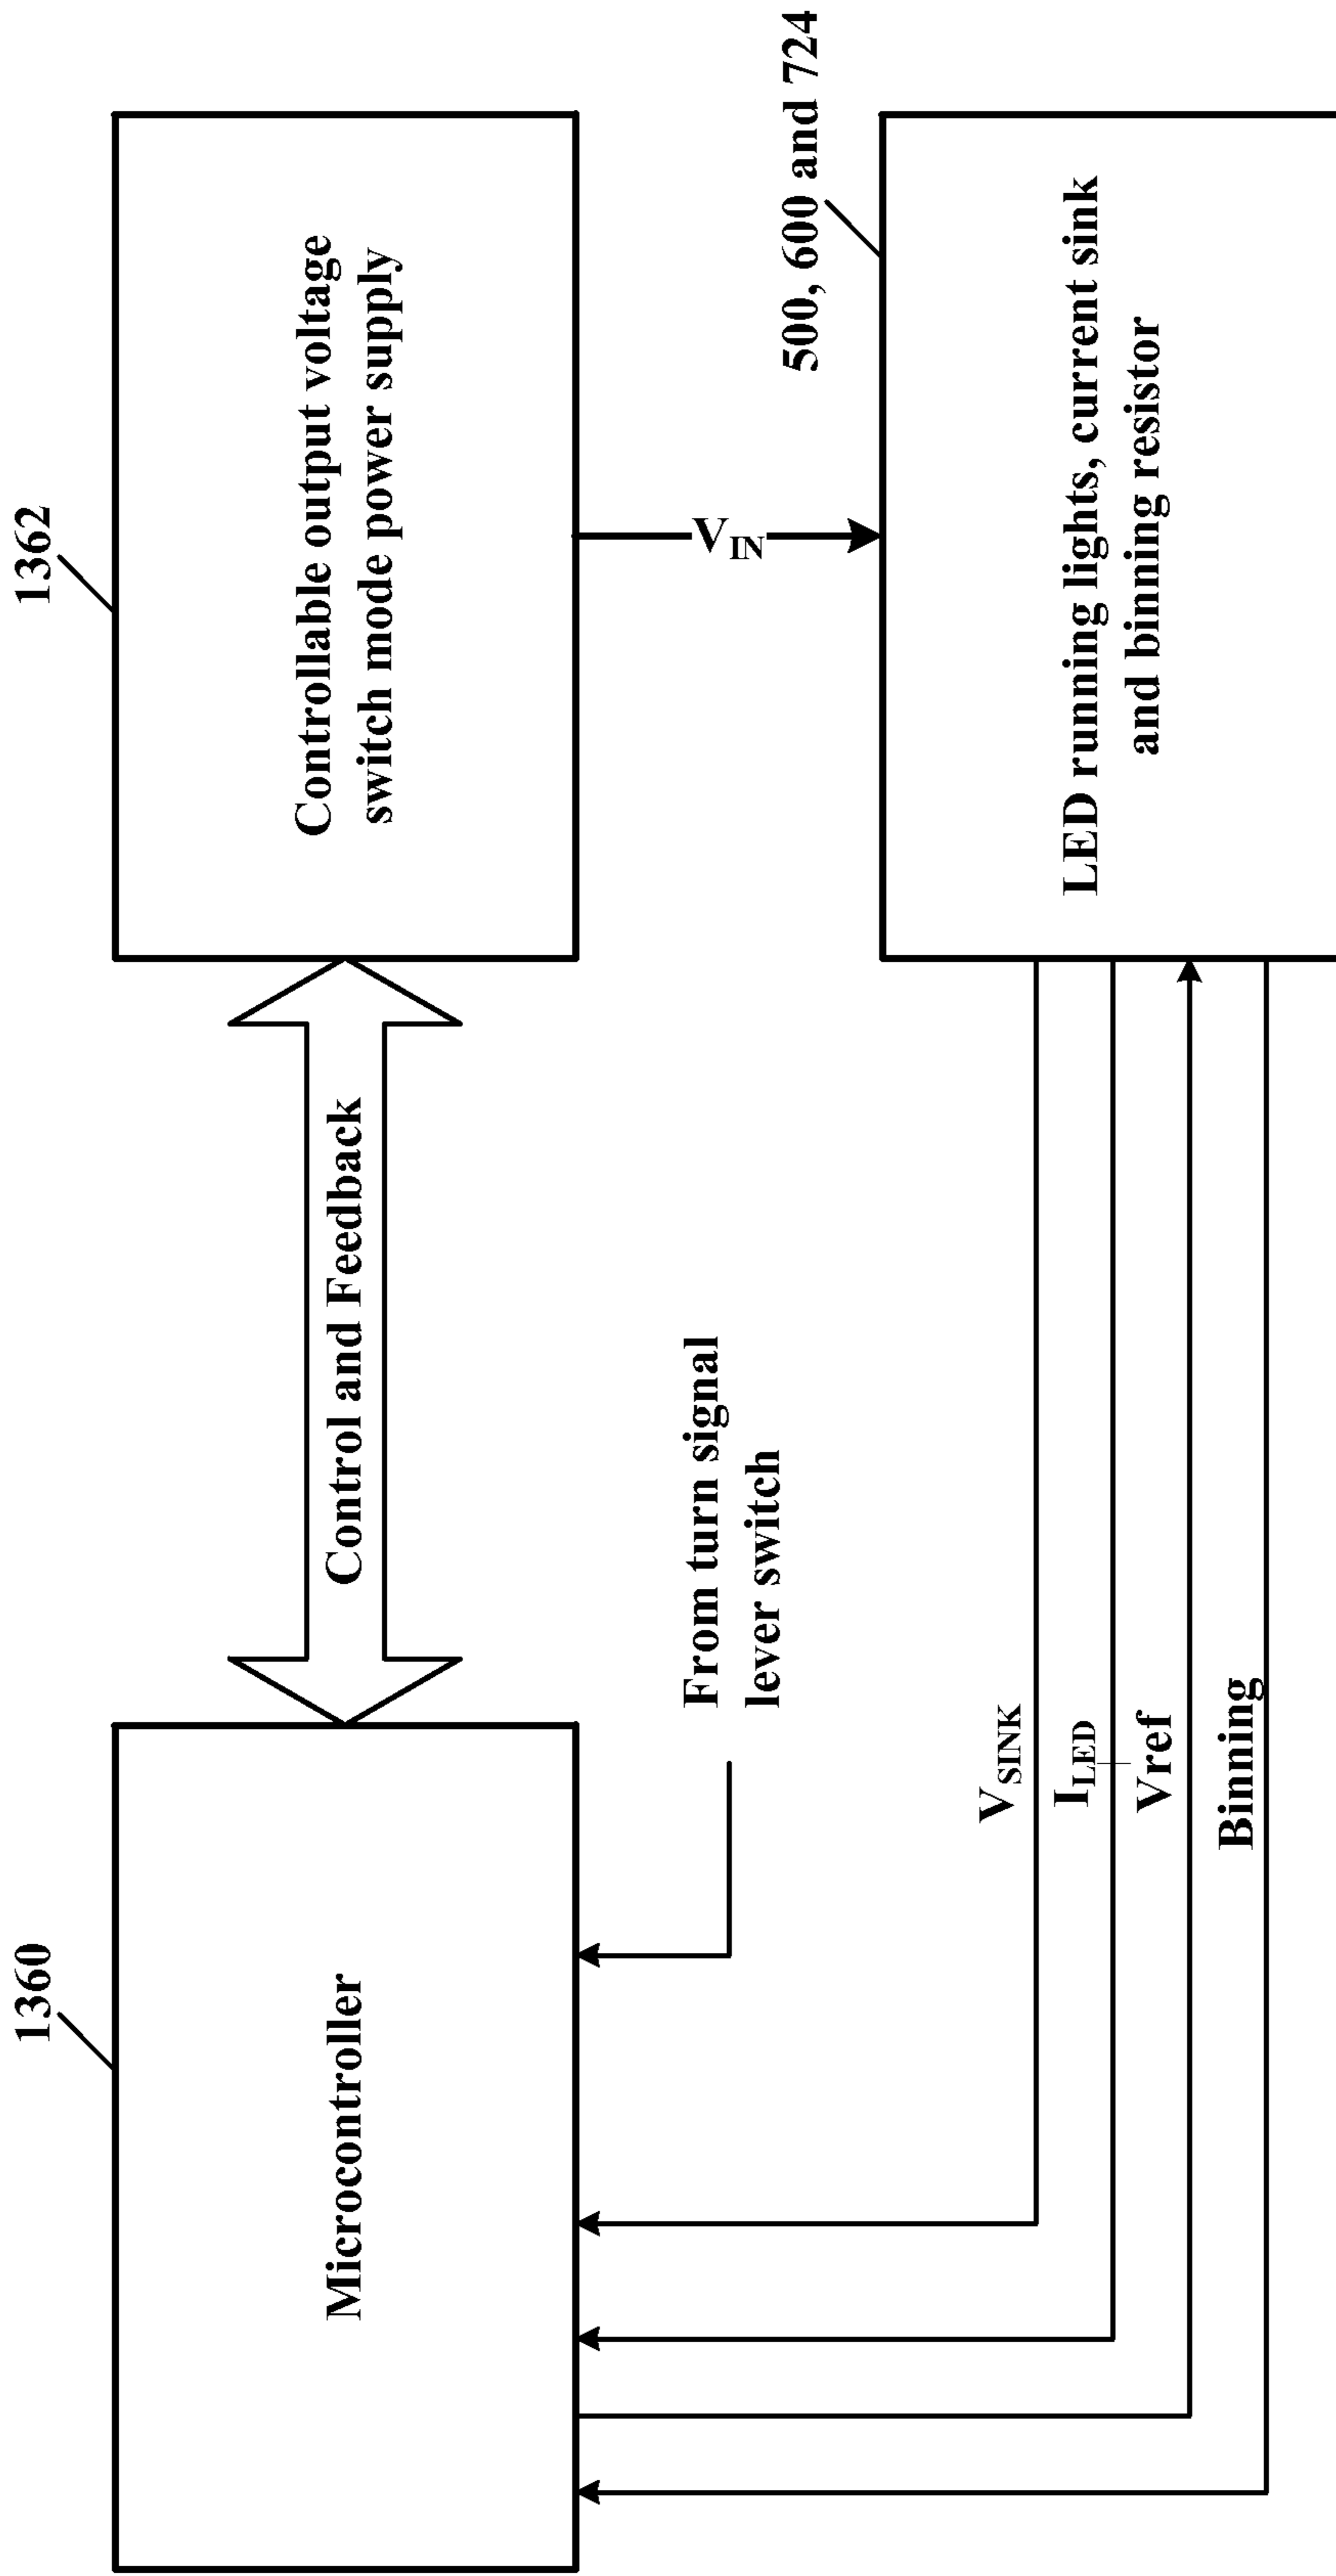 1360
Microcontroller
Control and Feedback
1362
Controllable output voltage
switch mode power supply
From turn signal
lever switch
VIN
500, 600 and 724
LED running lights, current sink
and binning resistor
VSINK
ILED
Vref
Binning